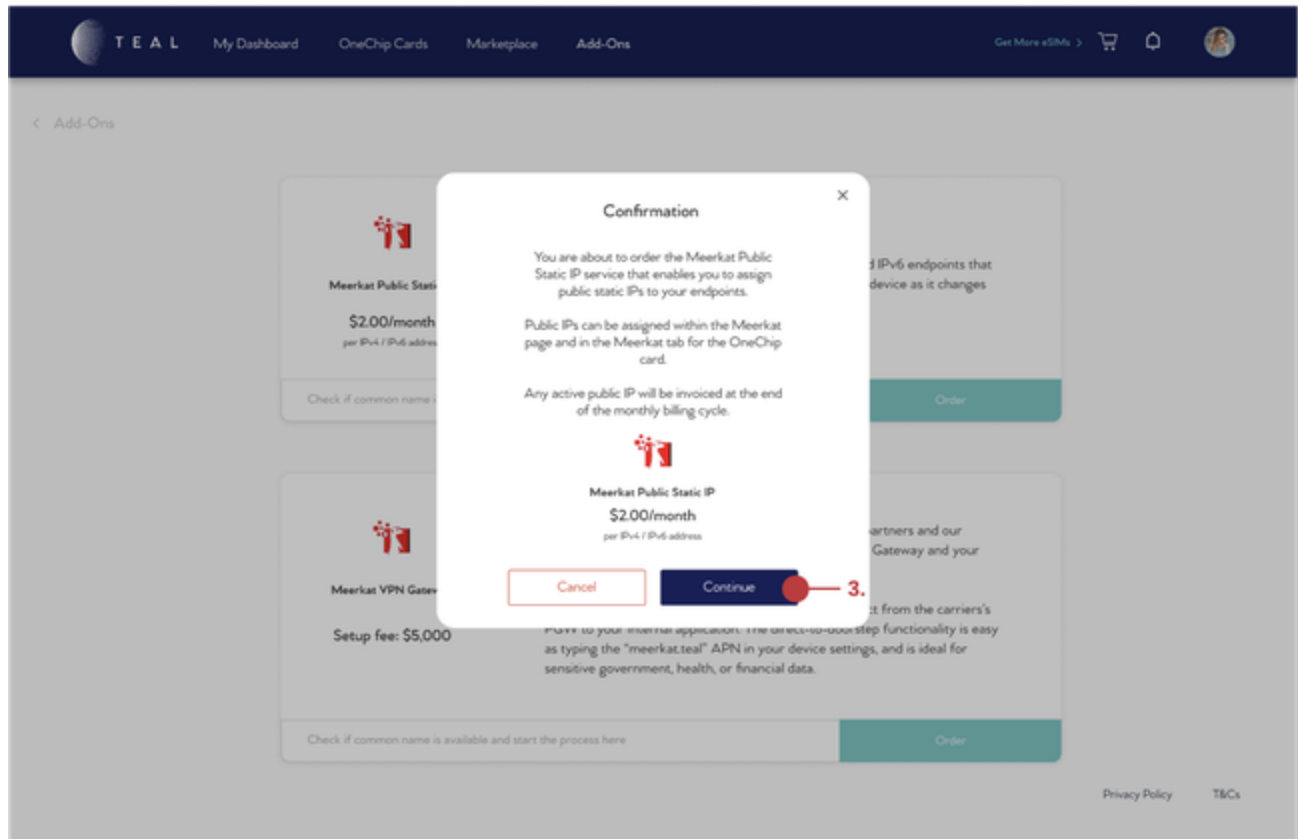 TEAL My Dashboard OneChip Cards Marketplace Add-Ons Get More eSIMs >
< Add-Ons
Confirmation
You are about to order the Meerkat Public
Static IP service that enables you to assign
public static IPs to your endpoints.
Public IPs can be assigned within the Meerkat
page and in the Meerkat tab for the OneChip
card.
Any active public IP will be invoiced at the end
of the monthly billing cycle.
Meerkat Public Static IP
$2.00/month
per IPv4 / IPv6 address
Cancel
Continue
3.
Meerkat Public
$2.00/month
per IPv4 / IPv6
IPv6 endpoints that
device as it changes
Check if common name
Order
Meerkat VPN
Setup fee: $5,000
partners and our
Gateway and your
from the carriers's
PGW to your internal application. The direct-to-doorstep functionality is easy
as typing the "meerkat.teal" APN in your device settings, and is ideal for
sensitive government, health, or financial data.
Check if common name is available and start the process here
Order
Privacy Policy T&Cs